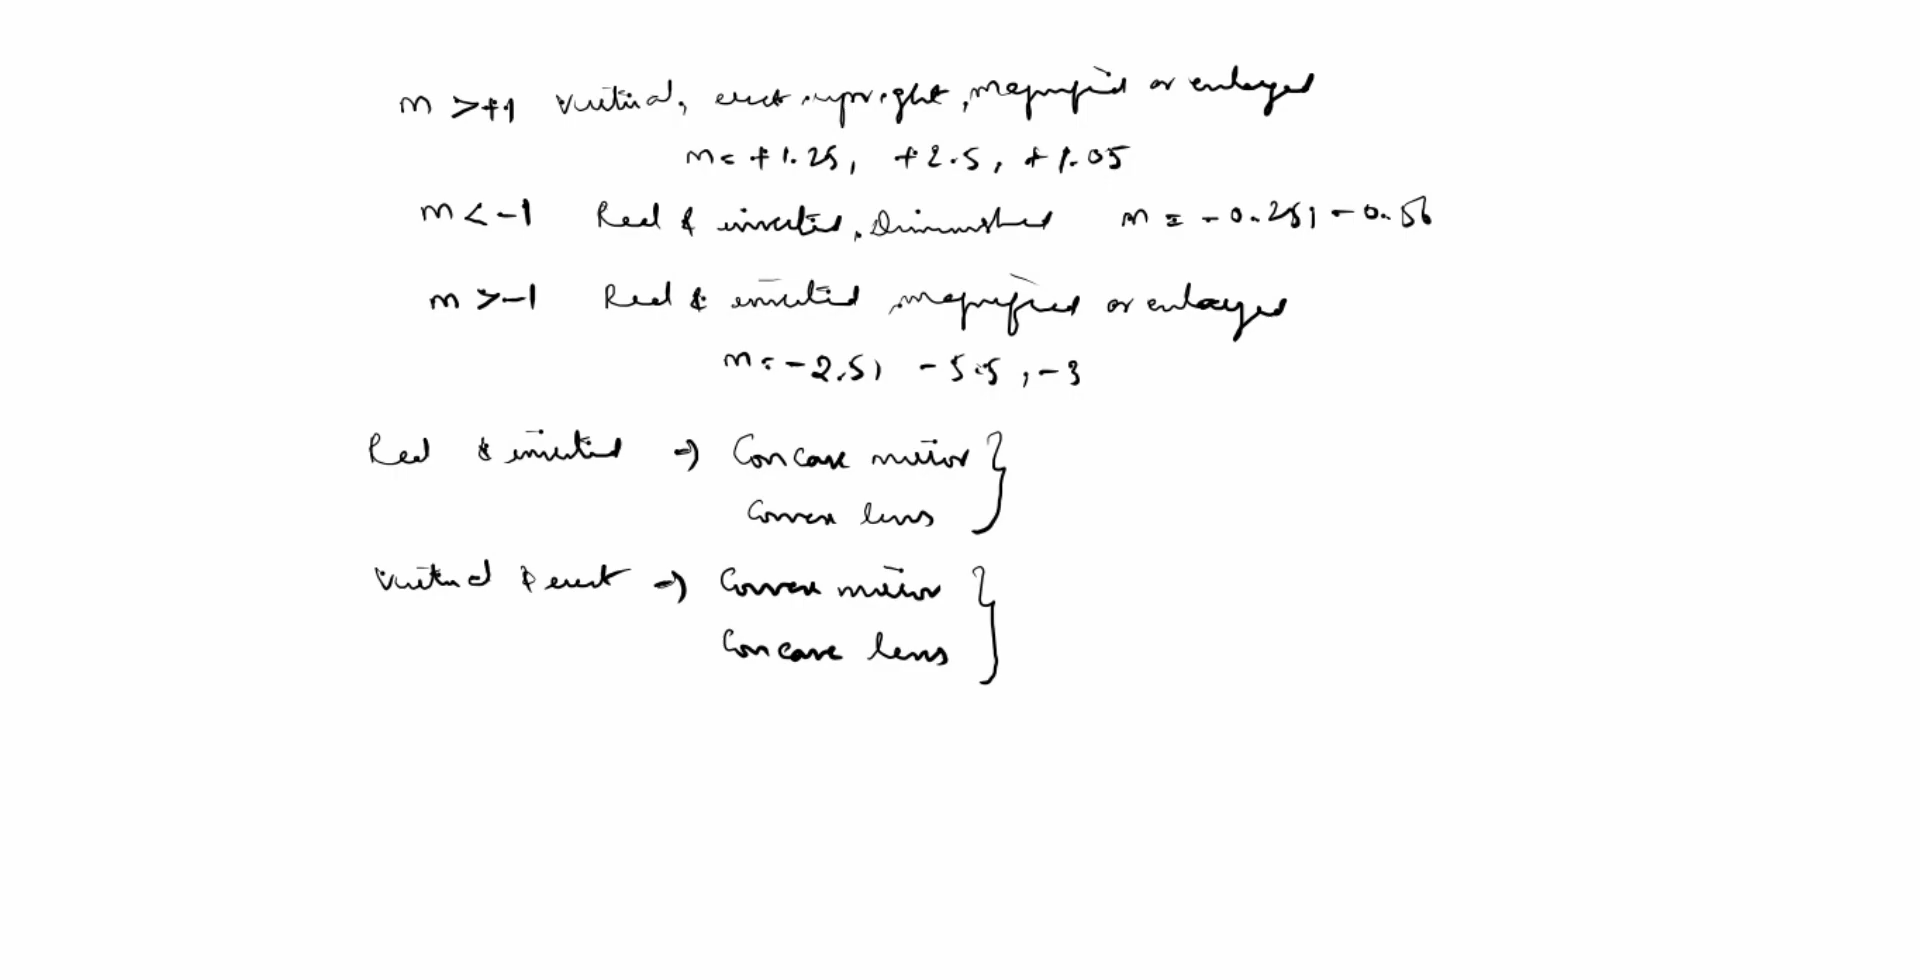 m >+1 Virtual, erect, upright, magnified or enlarged
m = +1.25, +2.5, +1.05
m < -1 Real & inverted, Diminished m = -0.25, -0.56
m > -1 Real & inverted, magnified or enlarged
m = -2.5, -5.5, -3
Real & inverted => Concave mirror
Convex lens
Virtual & erect => Convex mirror
Concave lens